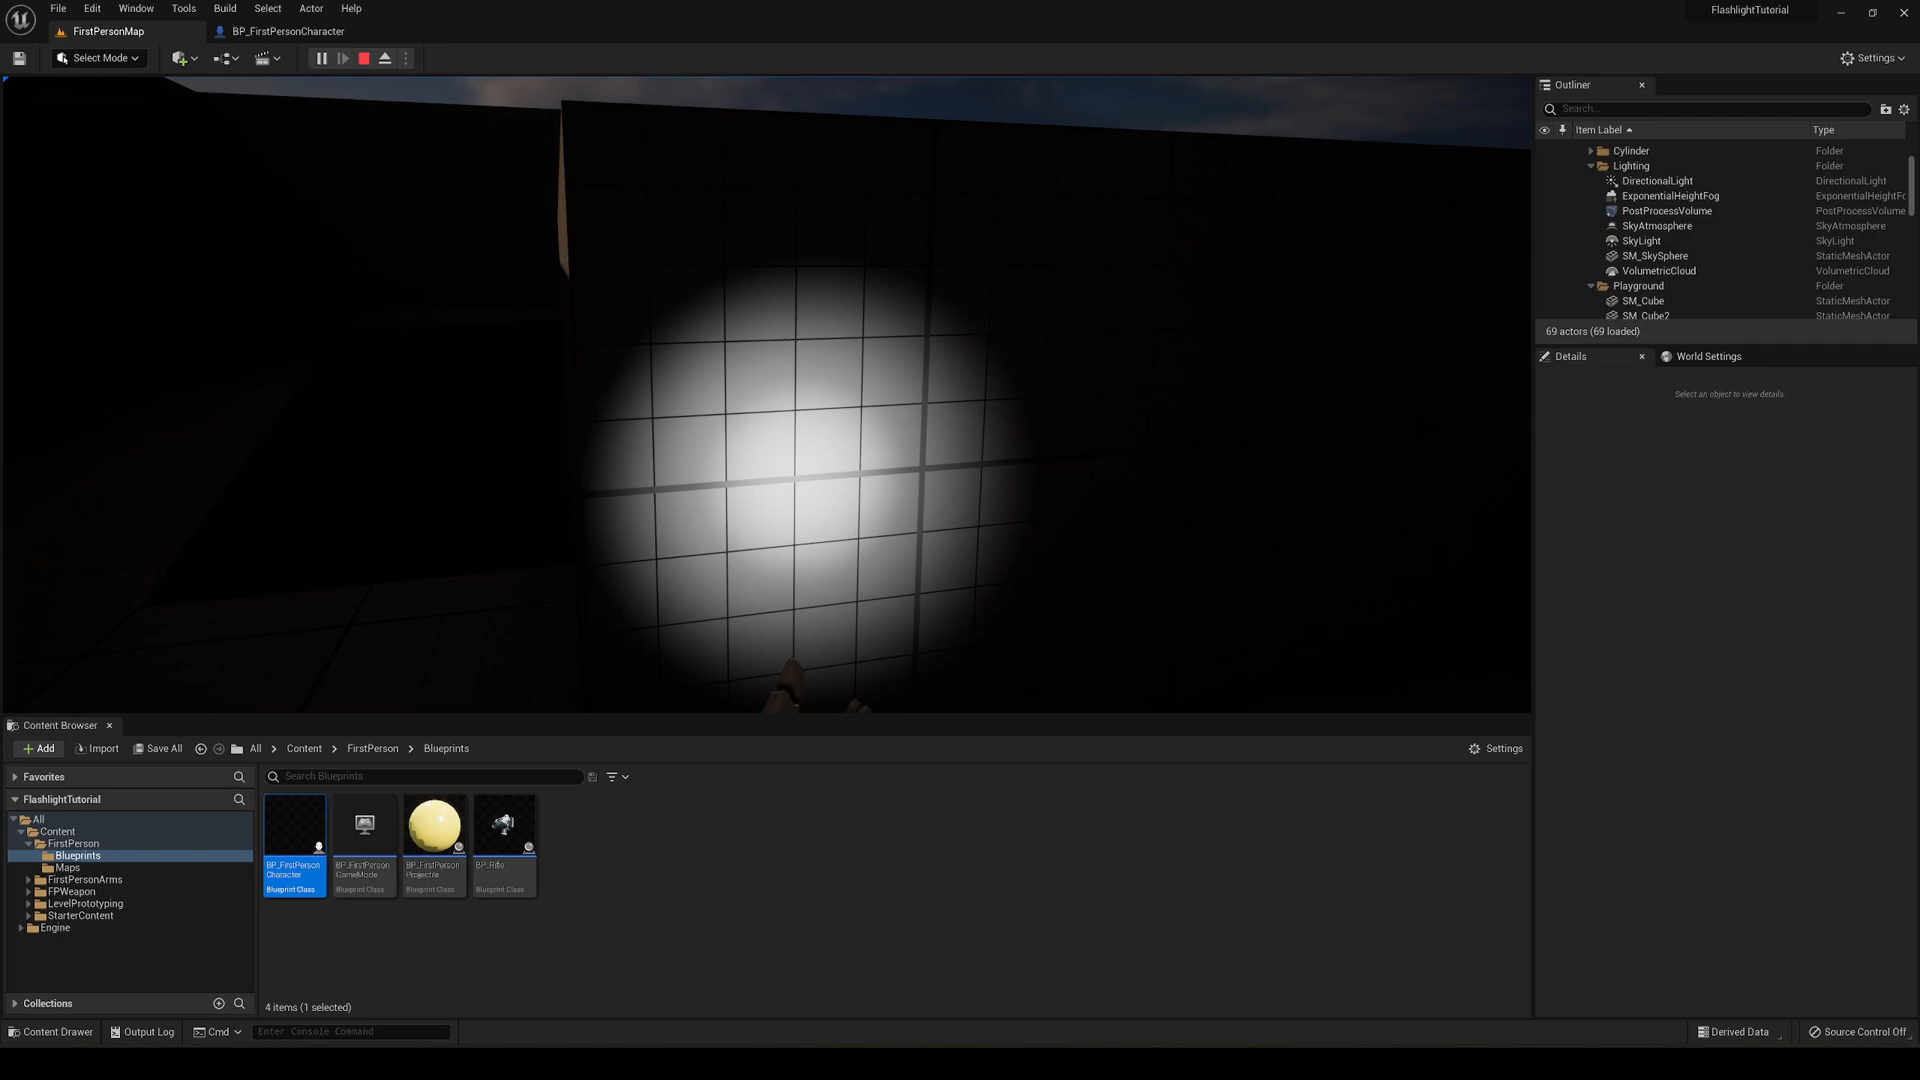 File Edit Window Tools Build Select Actor Help
FlashlightTutorial
FirstPersonMap
BP_FirstPersonCharacter
Select Mode
Settings
Outliner
Search...
Item Label
Type
Cylinder Folder
Lighting Folder
DirectionalLight DirectionalLight
ExponentialHeightFog ExponentialHeightFo
PostProcessVolume PostProcessVolume
SkyAtmosphere SkyAtmosphere
SkyLight SkyLight
SM_SkySphere StaticMeshActor
VolumetricCloud VolumetricCloud
Playground Folder
SM_Cube StaticMeshActor
SM_Cube2 StaticMeshActor
69 actors (69 loaded)
Details
World Settings
Select an object to view details.
Content Browser
Add
Import
Save All
All
Content
FirstPerson
Blueprints
Settings
Favorites
FlashlightTutorial
All
Content
FirstPerson
Blueprints
Maps
FirstPersonArms
FPWeapon
LevelPrototyping
StarterContent
Engine
Collections
Search Blueprints
BP_FirstPerson
Character
Blueprint Class
BP_FirstPerson
GameMode
Blueprint Class
BP_FirstPerson
Projectile
Blueprint Class
BP_Rifle
Blueprint Class
4 items (1 selected)
Content Drawer
Output Log
Cmd
Enter Console Command
Derived Data
Source Control Off